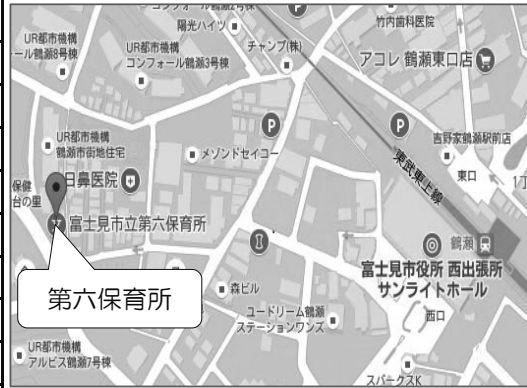 コンフォール鶴瀬2号棟
陽光ハイツ
竹内歯科医院
UR都市機構
ール鶴瀬8号棟
UR都市機構
コンフォール鶴瀬3号棟
チャンプ(株)
アコレ 鶴瀬東口店
P
P
P
吉野家鶴瀬駅前店
UR都市機構
鶴瀬市街地住宅
メゾンドセイコー
東武東上線
東口
1丁
保健
台の里
日鼻医院
富士見市立第六保育所
鶴瀬
富士見市役所 西出張所
サンライトホール
第六保育所
森ビル
ユードリーム鶴瀬
ステーションワンズ
西口
UR都市機構
アルビス鶴瀬7号棟
スパークスK